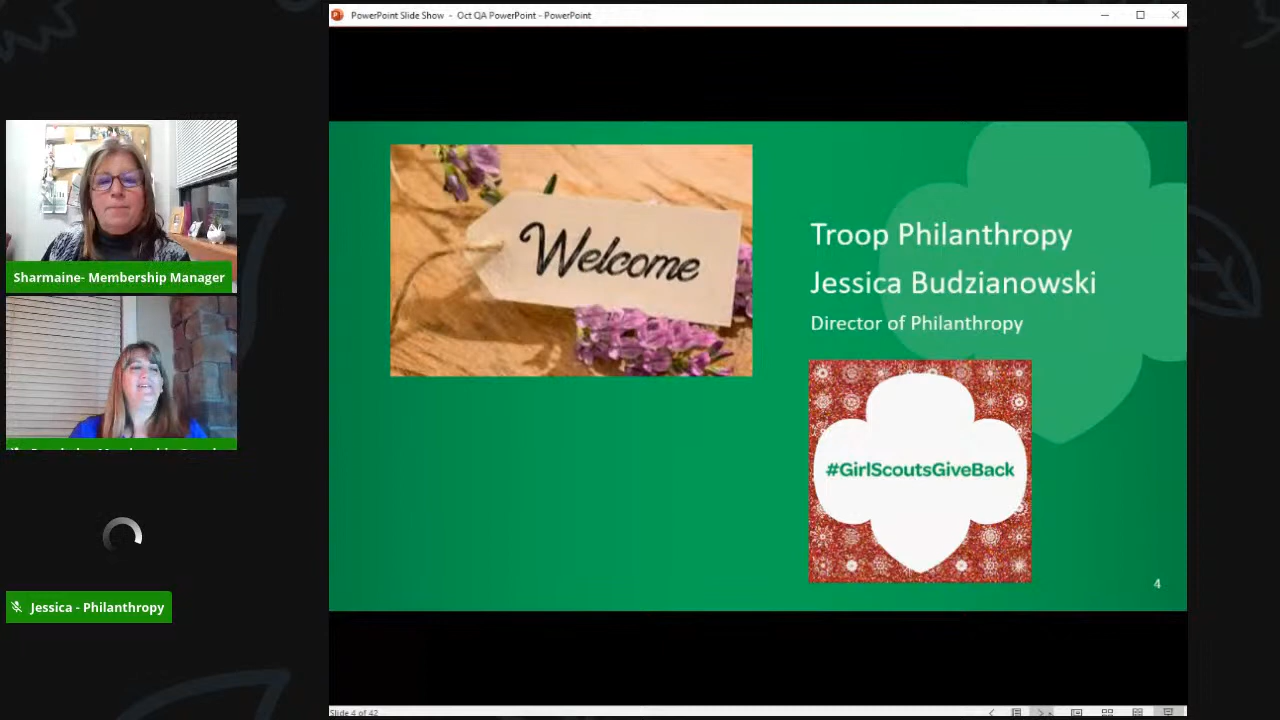 PowerPoint Slide Show - Oct QA PowerPoint - PowerPoint
Sharmaine- Membership Manager
Jessica - Philanthropy
Welcome
Troop Philanthropy
Jessica Budzianowski
Director of Philanthropy
#GirlScoutsGiveBack
4
Slide 4 of 42